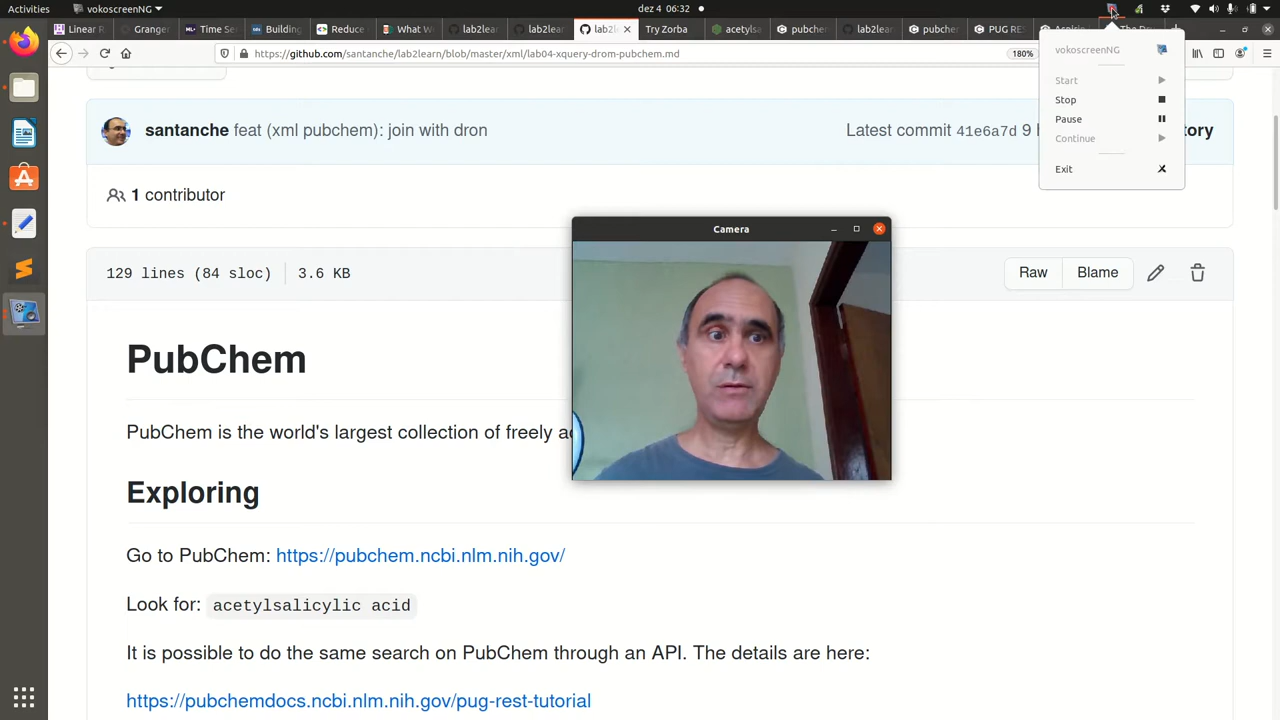 Activities
vokoscreenNG
dez 4 06:32
Linear R
Granger
Time Se
Building
Reduce
What W
lab2lear
lab2lear
lab2l
Try Zorba
acetylsa
pubchem
lab2lear
pubchem
PUG RES
https://github.com/santanche/lab2learn/blob/master/xml/lab04-xquery-drom-pubchem.md
180%
vokoscreenNG
Start
Stop
Pause
Continue
Exit
santanche feat (xml pubchem): join with dron
Latest commit 41e6a7d 9
tory
1 contributor
129 lines (84 sloc)
3.6 KB
Camera
Raw
Blame
PubChem
PubChem is the world's largest collection of freely ac
Exploring
Go to PubChem: https://pubchem.ncbi.nlm.nih.gov/
Look for: acetylsalicylic acid
It is possible to do the same search on PubChem through an API. The details are here:
https://pubchemdocs.ncbi.nlm.nih.gov/pug-rest-tutorial